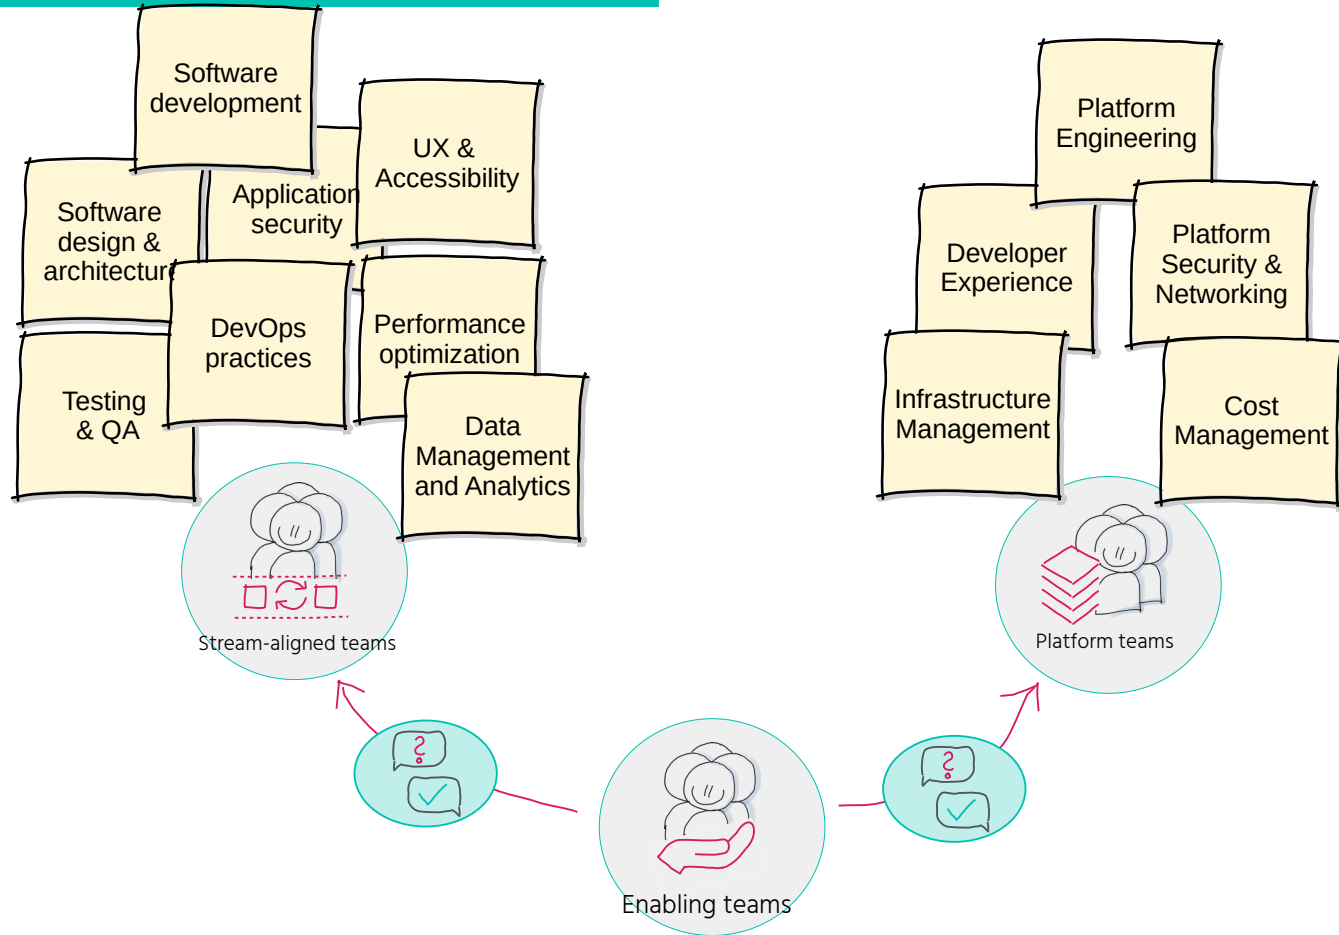 Software
development
UX &
Accessibility
Application
security
Software
design &
architecture
DevOps
practices
Performance
optimization
Testing
& QA
Data
Management
and Analytics
Stream-aligned teams
Platform
Engineering
Developer
Experience
Platform
Security &
Networking
Infrastructure
Management
Cost
Management
Platform teams
?
?
Enabling teams